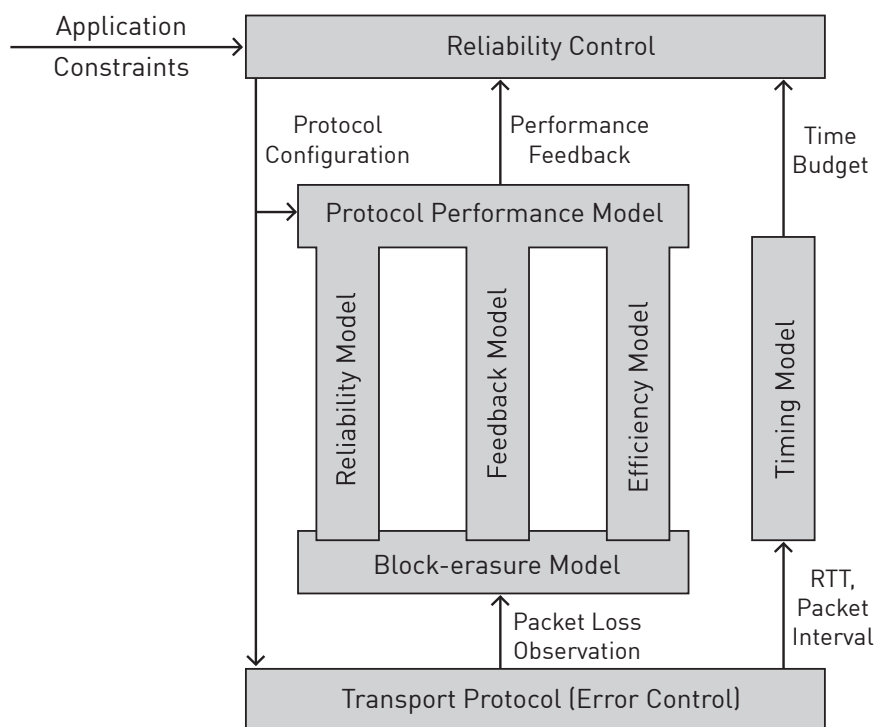 Application
Constraints
Reliability Control
Protocol
Configuration
Performance
Feedback
Time
Budget
Protocol Performance Model
Reliability Model
Feedback Model
Efficiency Model
Timing Model
Block-erasure Model
Packet Loss
Observation
RTT,
Packet
Interval
Transport Protocol (Error Control)